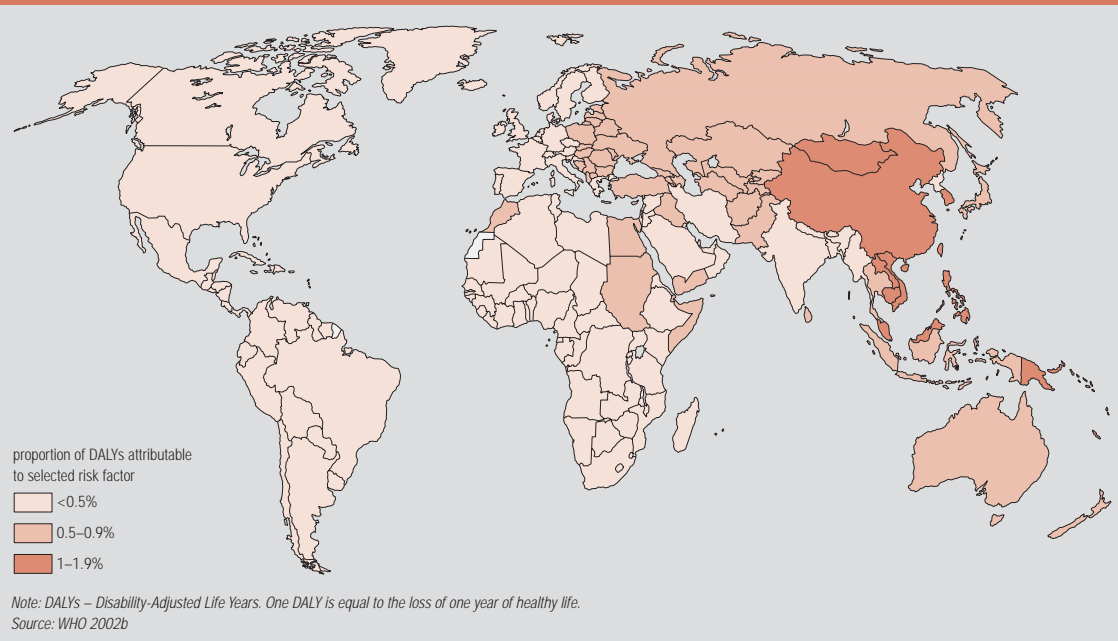 proportion of DALYs attributable
to selected risk factor
<0.5%
0.5–0.9%
1–1.9%
Note: DALYs – Disability-Adjusted Life Years. One DALY is equal to the loss of one year of healthy life.
Source: WHO 2002b